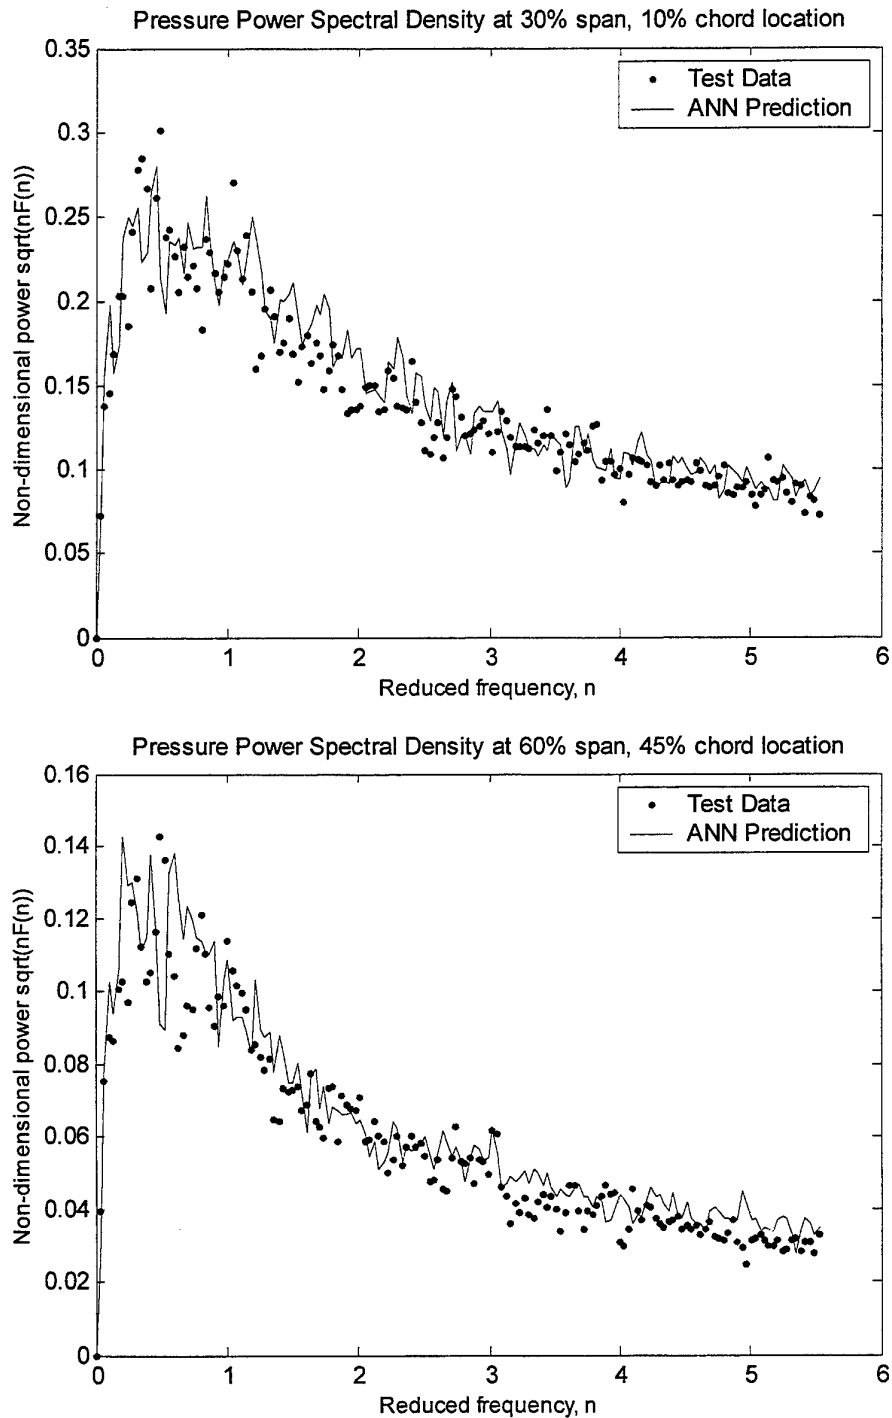 Pressure Power Spectral Density at 30% span, 10% chord location
0.35
0.3
0.25
0.2
0.15
0.1
0.05
0
Non-dimensional power sqrt(nF(n))
Test Data
ANN Prediction
0 1 2 3 4 5 6
Reduced frequency, n
Pressure Power Spectral Density at 60% span, 45% chord location
0.16
0.14
0.12
0.1
0.08
0.06
0.04
0.02
0
Non-dimensional power sqrt(nF(n))
Test Data
ANN Prediction
0 1 2 3 4 5 6
Reduced frequency, n